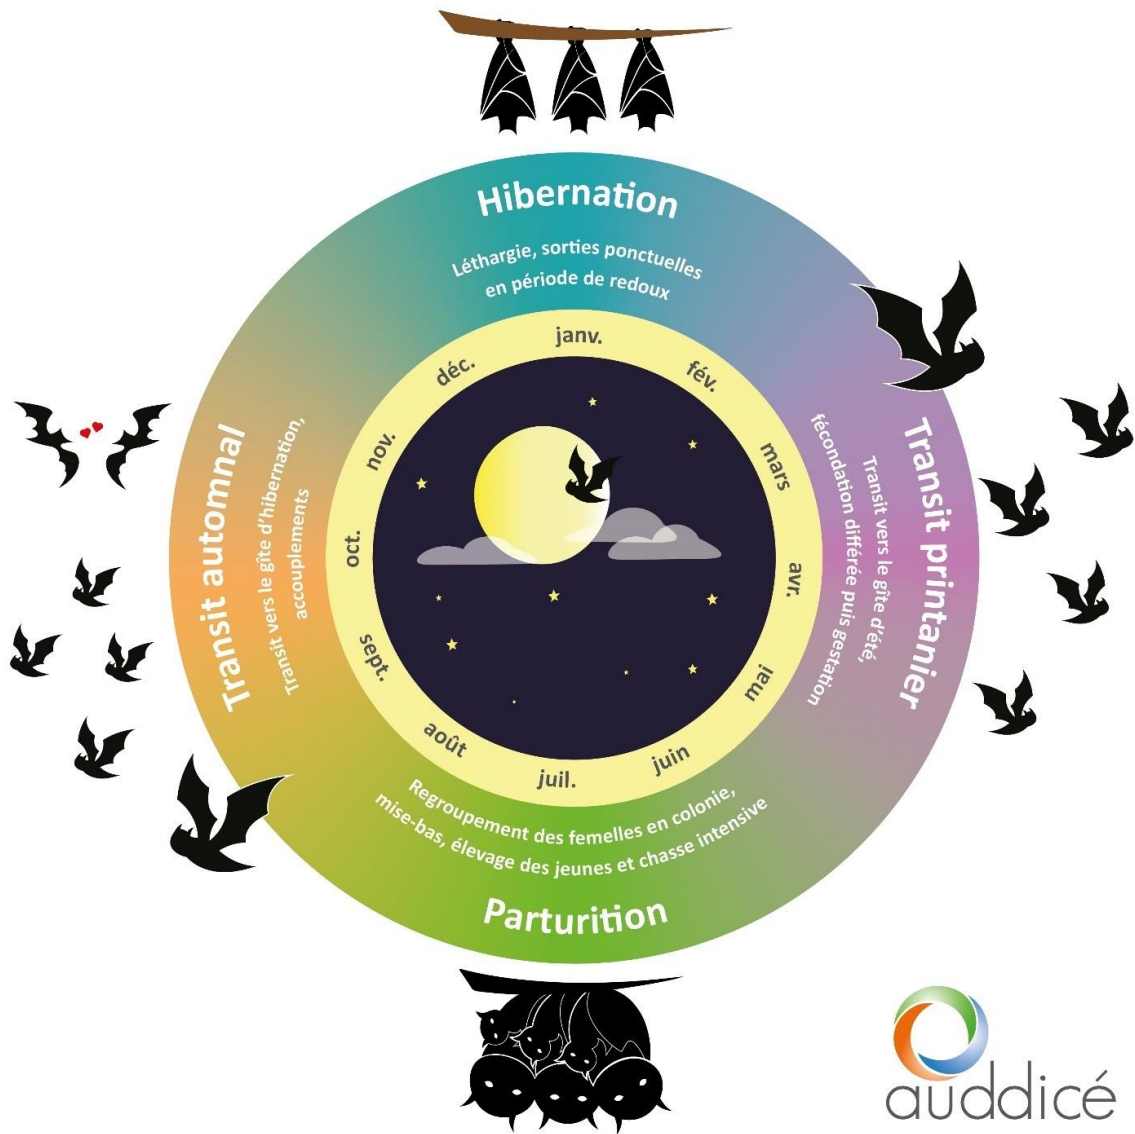 Hibernation
Léthargie, sorties ponctuelles
en période de redoux
Transit printanier
Transit vers le gîte d'été,
fécondation différée puis gestation
Regroupement des femelles en colonie,
mise-bas, élevage des jeunes et chasse intensive
Parturition
Transit automnal
Transit vers le gîte d'hibernation,
accouplements
janv.
fév.
mars
avr.
mai
juin
juil.
août
sept.
oct.
nov.
déc.
auddicé